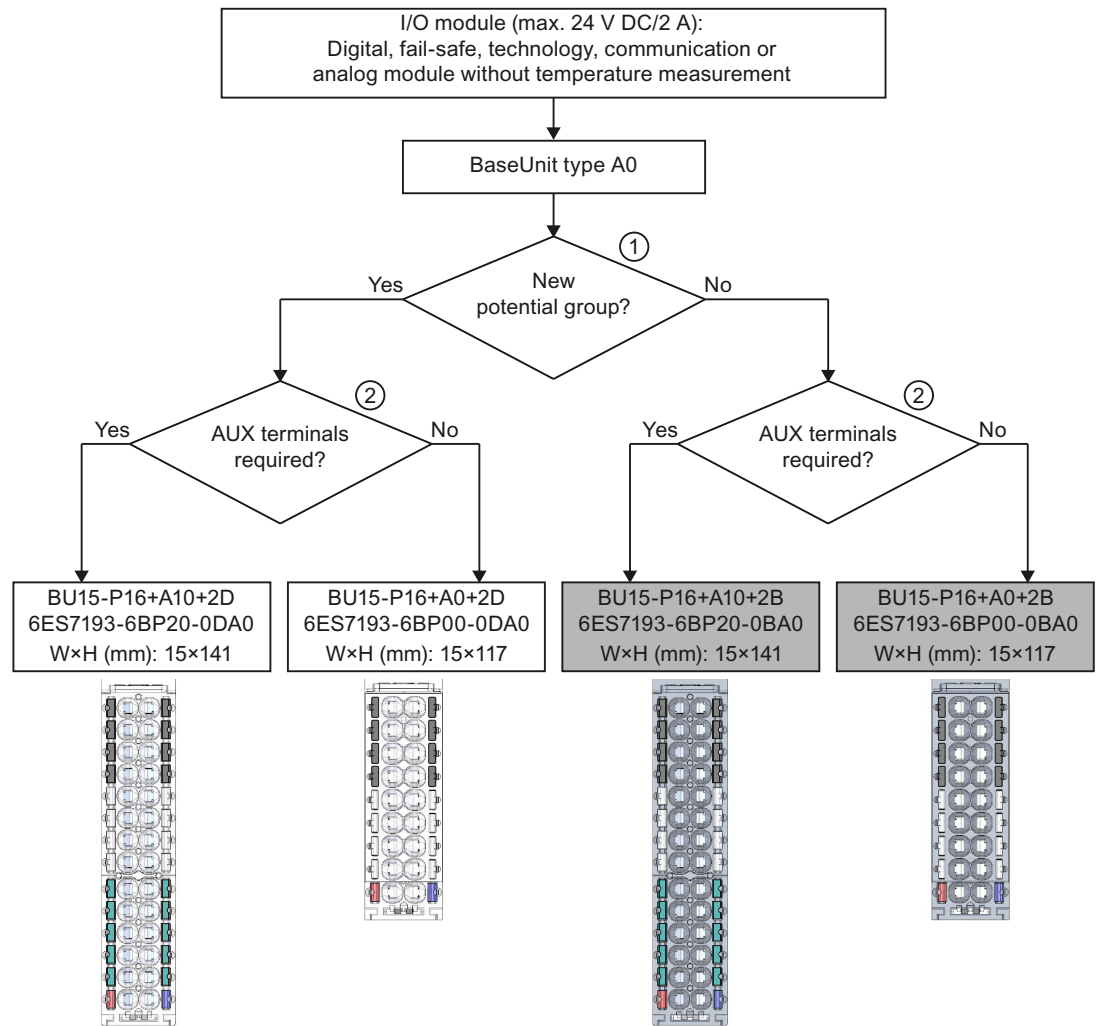 I/O module (max. 24 V DC/2 A):
Digital, fail-safe, technology, communication or
analog module without temperature measurement
BaseUnit type A0
1
Yes
New
potential group?
No
2
Yes
AUX terminals
required?
No
2
Yes
AUX terminals
required?
No
BU15-P16+A10+2D
6ES7193-6BP20-0DA0
W×H (mm): 15×141
BU15-P16+A0+2D
6ES7193-6BP00-0DA0
W×H (mm): 15×117
BU15-P16+A10+2B
6ES7193-6BP20-0BA0
W×H (mm): 15×141
BU15-P16+A0+2B
6ES7193-6BP00-0BA0
W×H (mm): 15×117